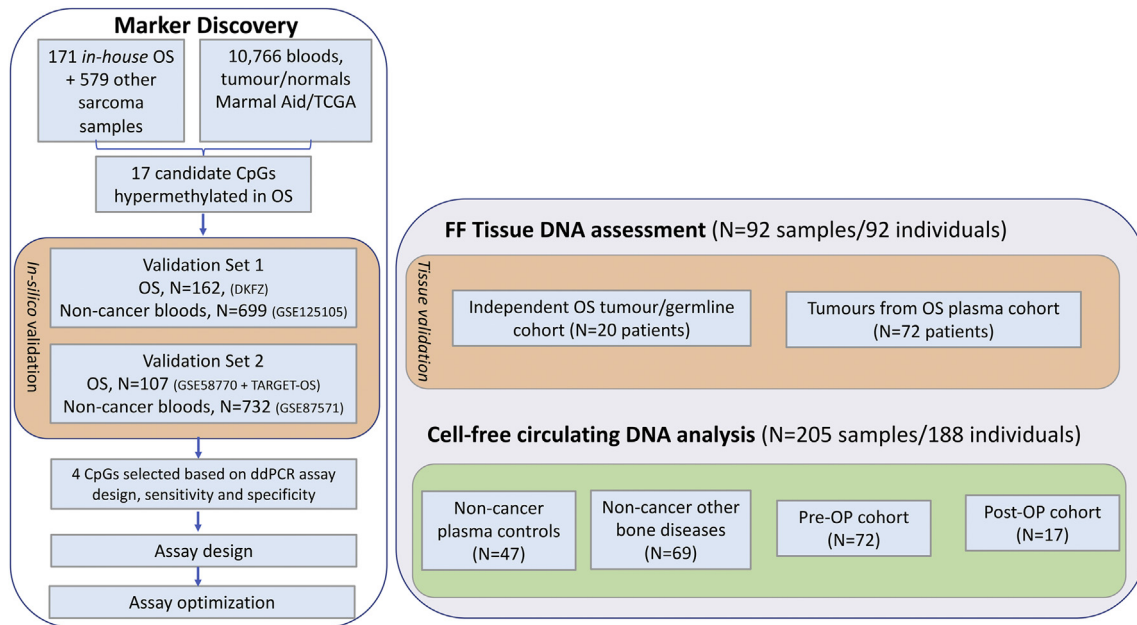 Marker Discovery
171 in-house OS
+ 579 other
sarcoma
samples
10,766 bloods,
tumour/normals
Marmal Aid/TCGA
17 candidate CpGs
hypermethylated in OS
In-silico validation
Validation Set 1
OS, N=162, (DKFZ)
Non-cancer bloods, N=699 (GSE125105)
Validation Set 2
OS, N=107 (GSE58770 + TARGET-OS)
Non-cancer bloods, N=732 (GSE87571)
4 CpGs selected based on ddPCR assay
design, sensitivity and specificity
Assay design
Assay optimization
FF Tissue DNA assessment (N=92 samples/92 individuals)
Tissue validation
Independent OS tumour/germline
cohort (N=20 patients)
Tumours from OS plasma cohort
(N=72 patients)
Cell-free circulating DNA analysis (N=205 samples/188 individuals)
Non-cancer
plasma controls
(N=47)
Non-cancer other
bone diseases
(N=69)
Pre-OP cohort
(N=72)
Post-OP cohort
(N=17)